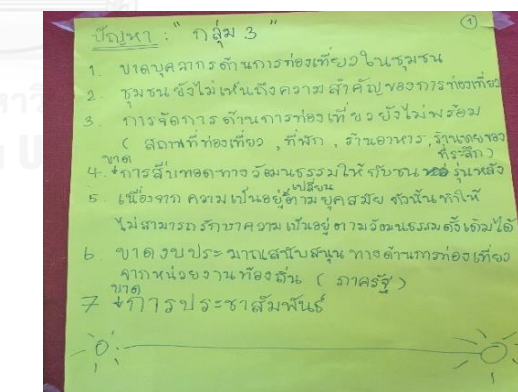 ①
ปัญหา : " กลุ่ม 3 "
1. ขาดบุคลากรด้านการท่องเที่ยวในชุมชน
2. ชุมชนยังไม่เห็นถึงความสำคัญของการท่องเที่ยว
3. การจัดการด้านการท่องเที่ยวยังไม่พร้อม
( สถานที่ท่องเที่ยว , ที่พัก , ร้านอาหาร , ร้านขายของที่ระลึก )
4. ขาดการสืบทอดทางวัฒนธรรมให้กับชนรุ่นหลัง
5. เนื่องจาก ความเป็นอยู่เปลี่ยนตามยุคสมัย ดังนั้นทำให้
ไม่สามารถรักษาความเป็นอยู่ตามวัฒนธรรมดั้งเดิมได้
6. ขาดงบประมาณสนับสนุน ทางด้านการท่องเที่ยว
จากหน่วยงานท้องถิ่น ( ภาครัฐ )
7 ขาดการประชาสัมพันธ์